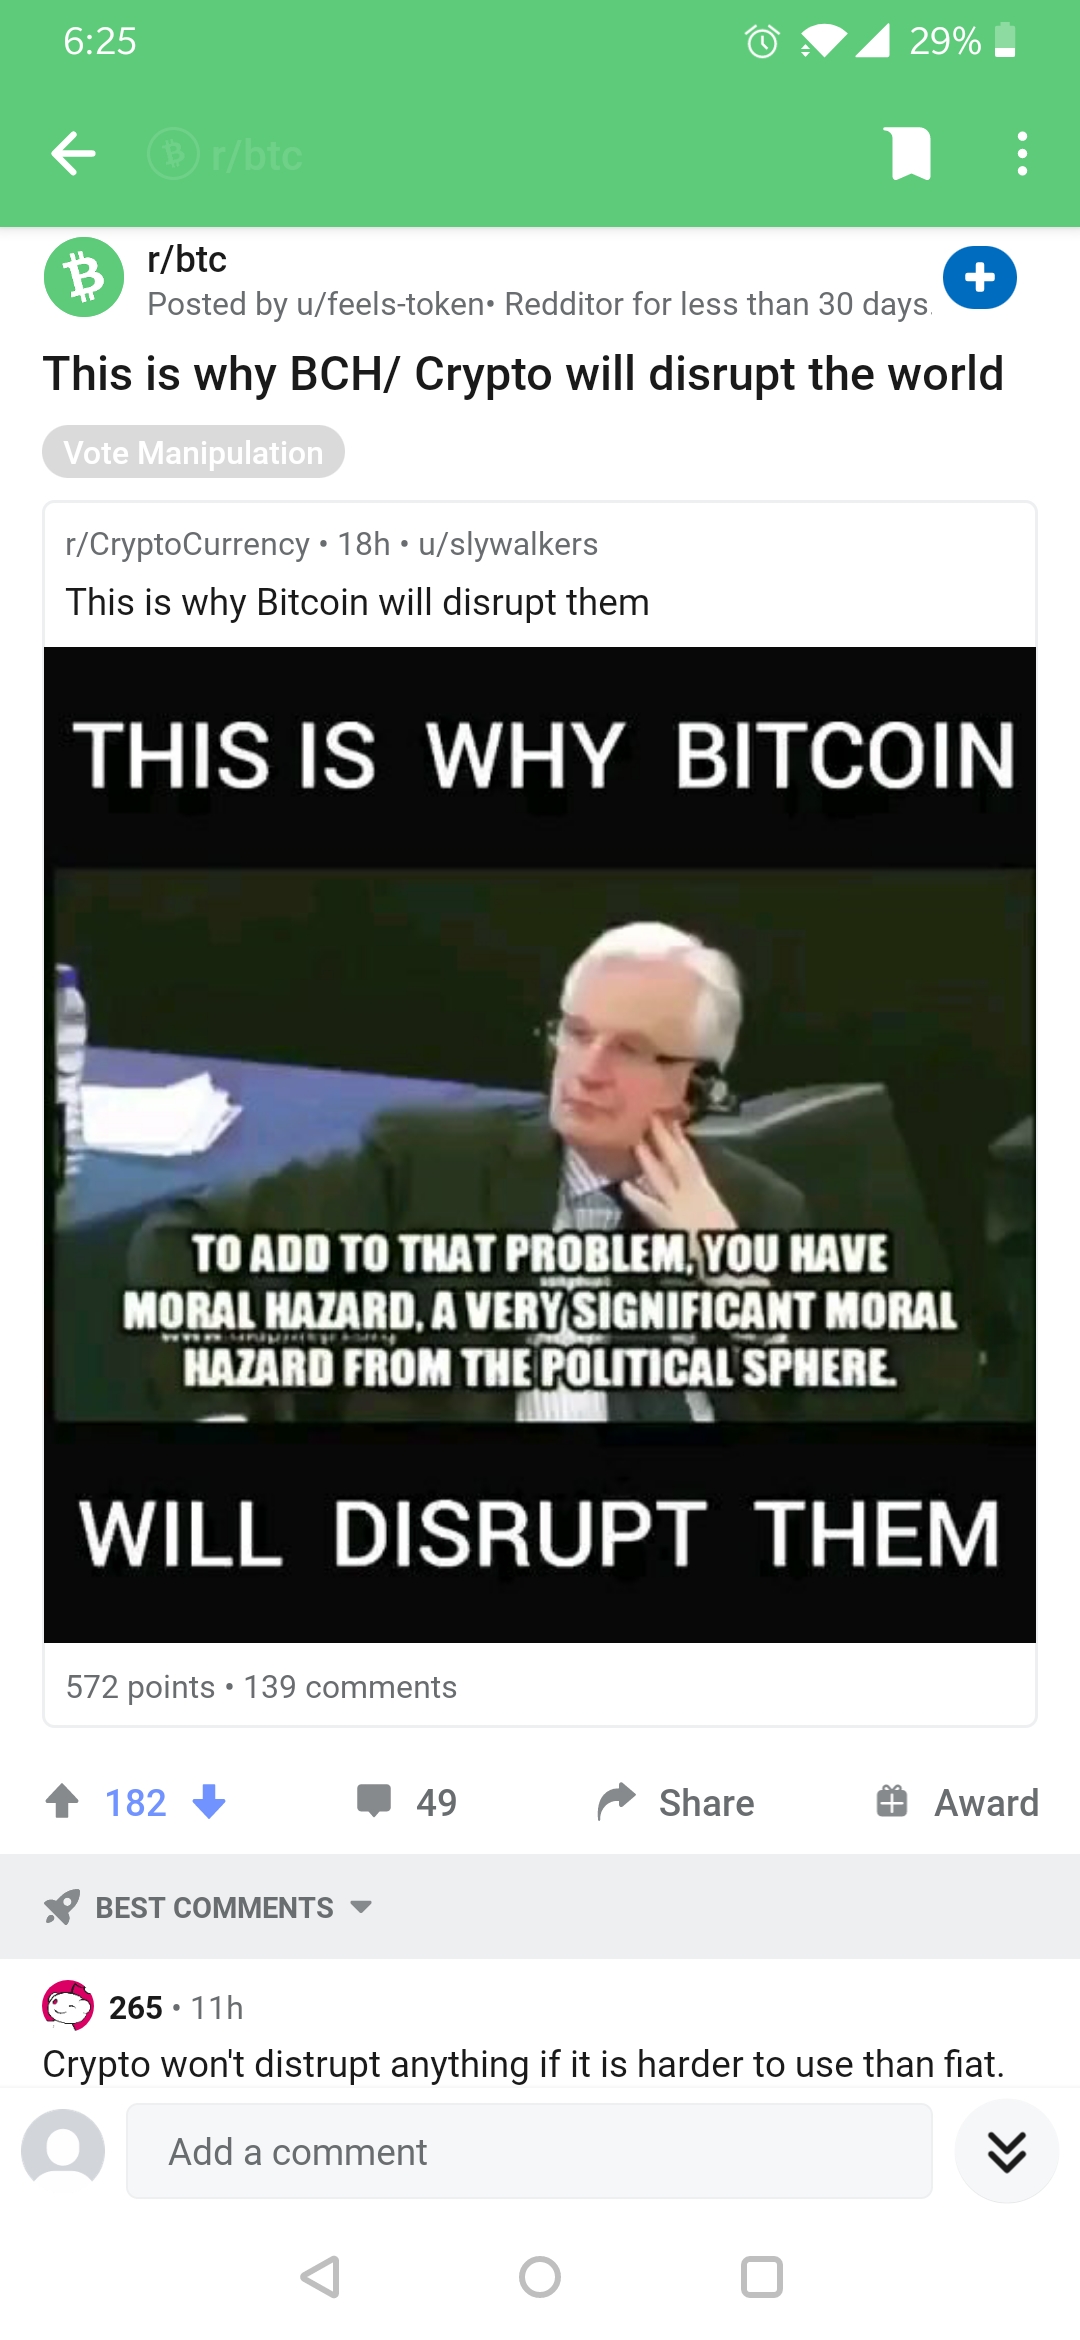 6:25
29%
r/btc
r/btc
Posted by u/feels-token• Redditor for less than 30 days.
This is why BCH/ Crypto will disrupt the world
Vote Manipulation
r/CryptoCurrency • 18h • u/slywalkers
This is why Bitcoin will disrupt them
THIS IS WHY BITCOIN
TO ADD TO THAT PROBLEM, YOU HAVE
MORAL HAZARD, A VERY SIGNIFICANT MORAL
HAZARD FROM THE POLITICAL SPHERE.
WILL DISRUPT THEM
572 points • 139 comments
182
49
Share
Award
BEST COMMENTS
265 • 11h
Crypto won't distrupt anything if it is harder to use than fiat.
Add a comment